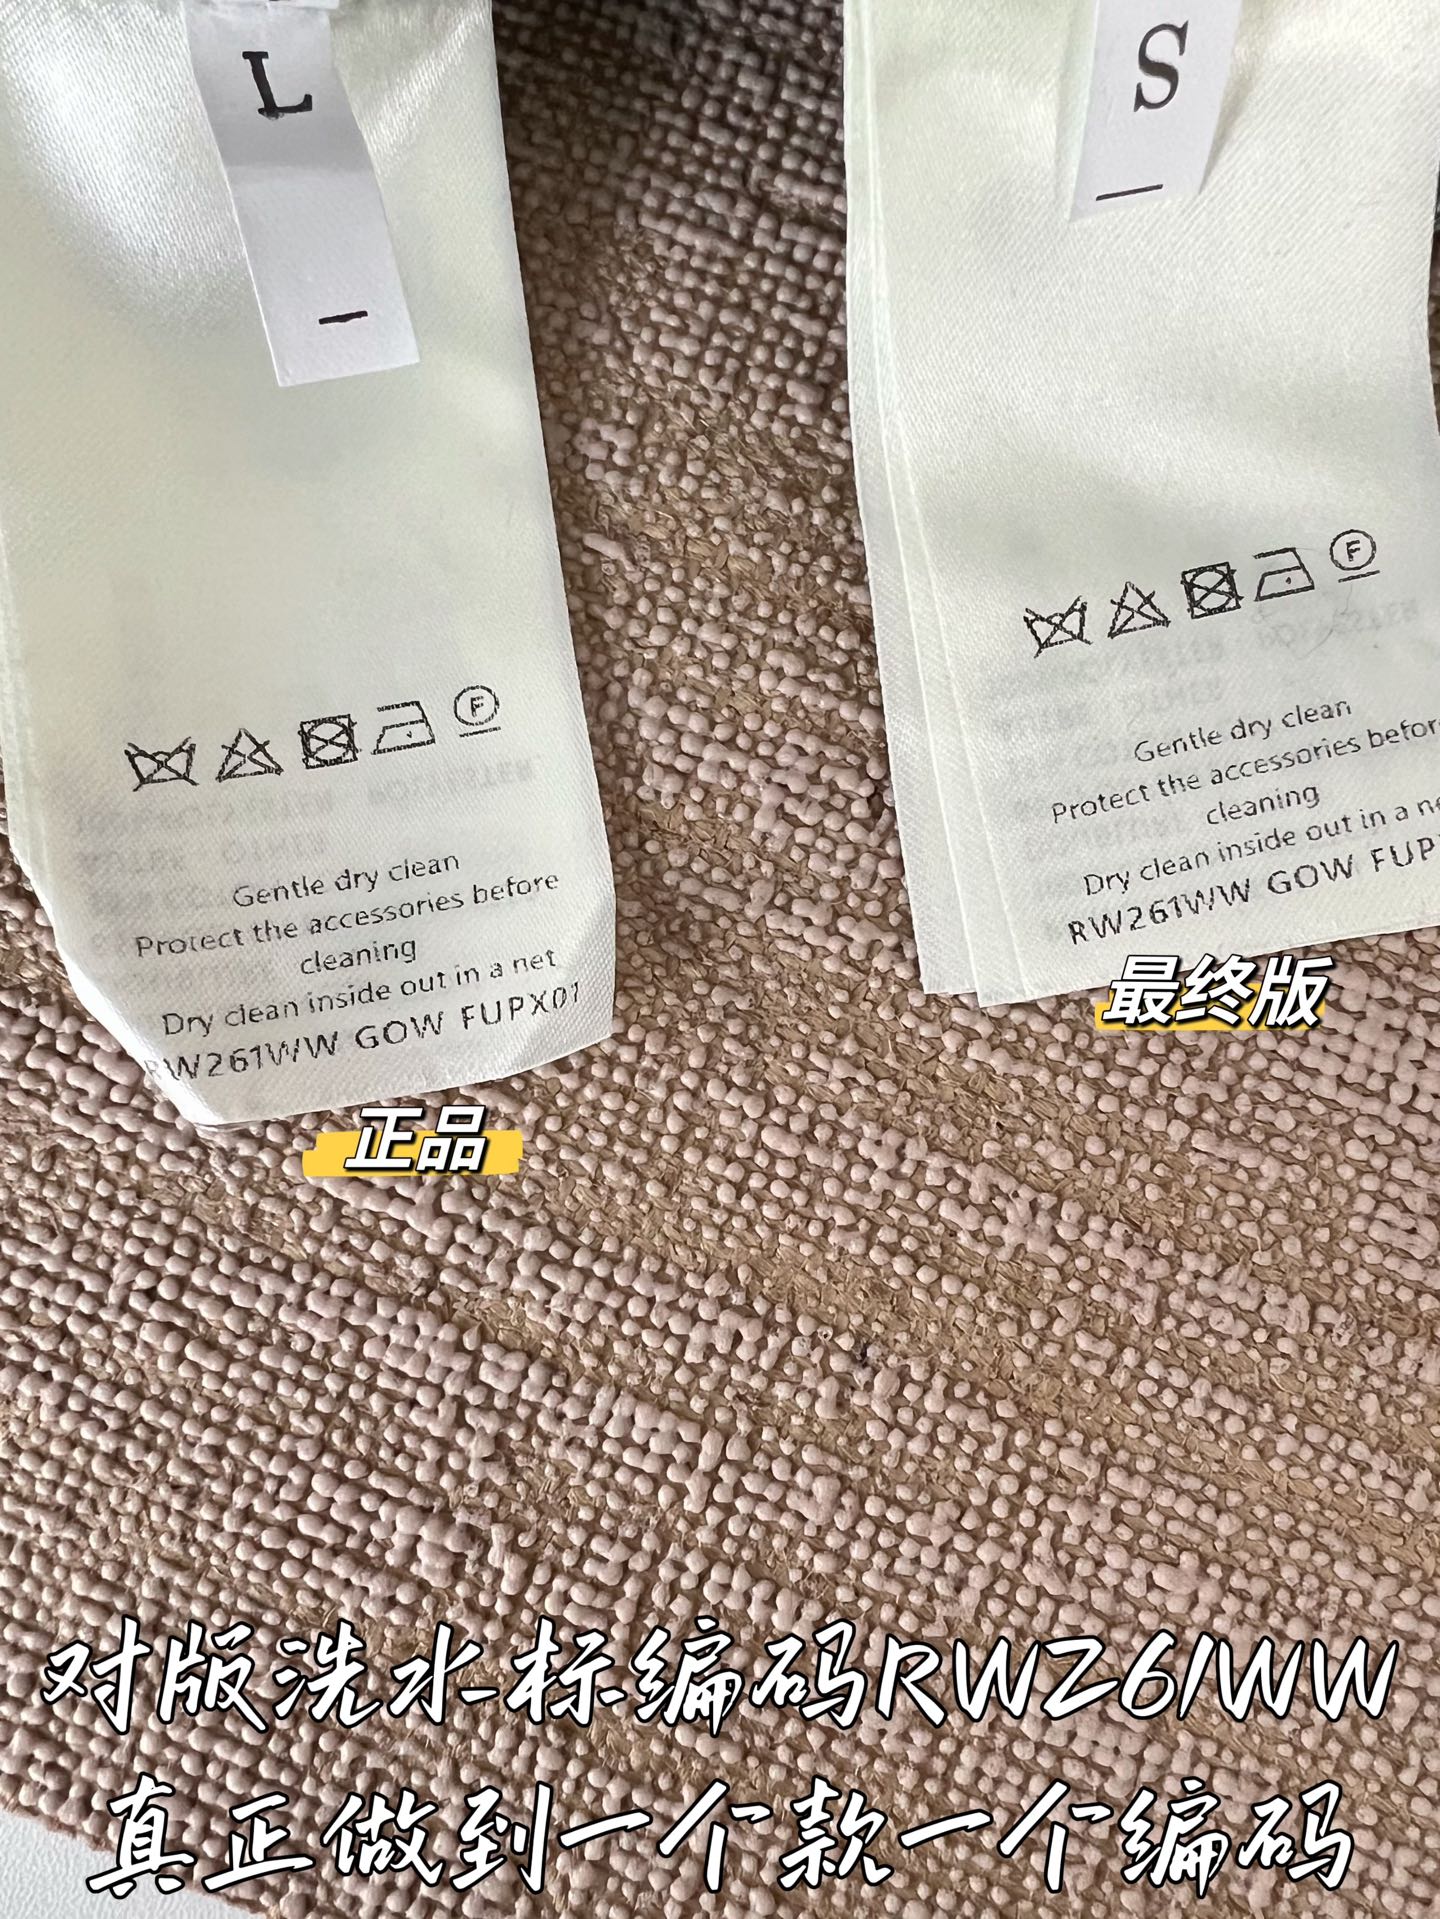 L
S
F
F
Gentle dry clean
Protect the accessories before
cleaning
Dry clean inside out in a net
RW261WW GOW FUPX01
正品
Gentle dry clean
Protect the accessories befor
cleaning
Dry clean inside out in a ne
RW261WW GOW FUP
最终版
对版洗水标编码RW261WW
真正做到一个款一个编码